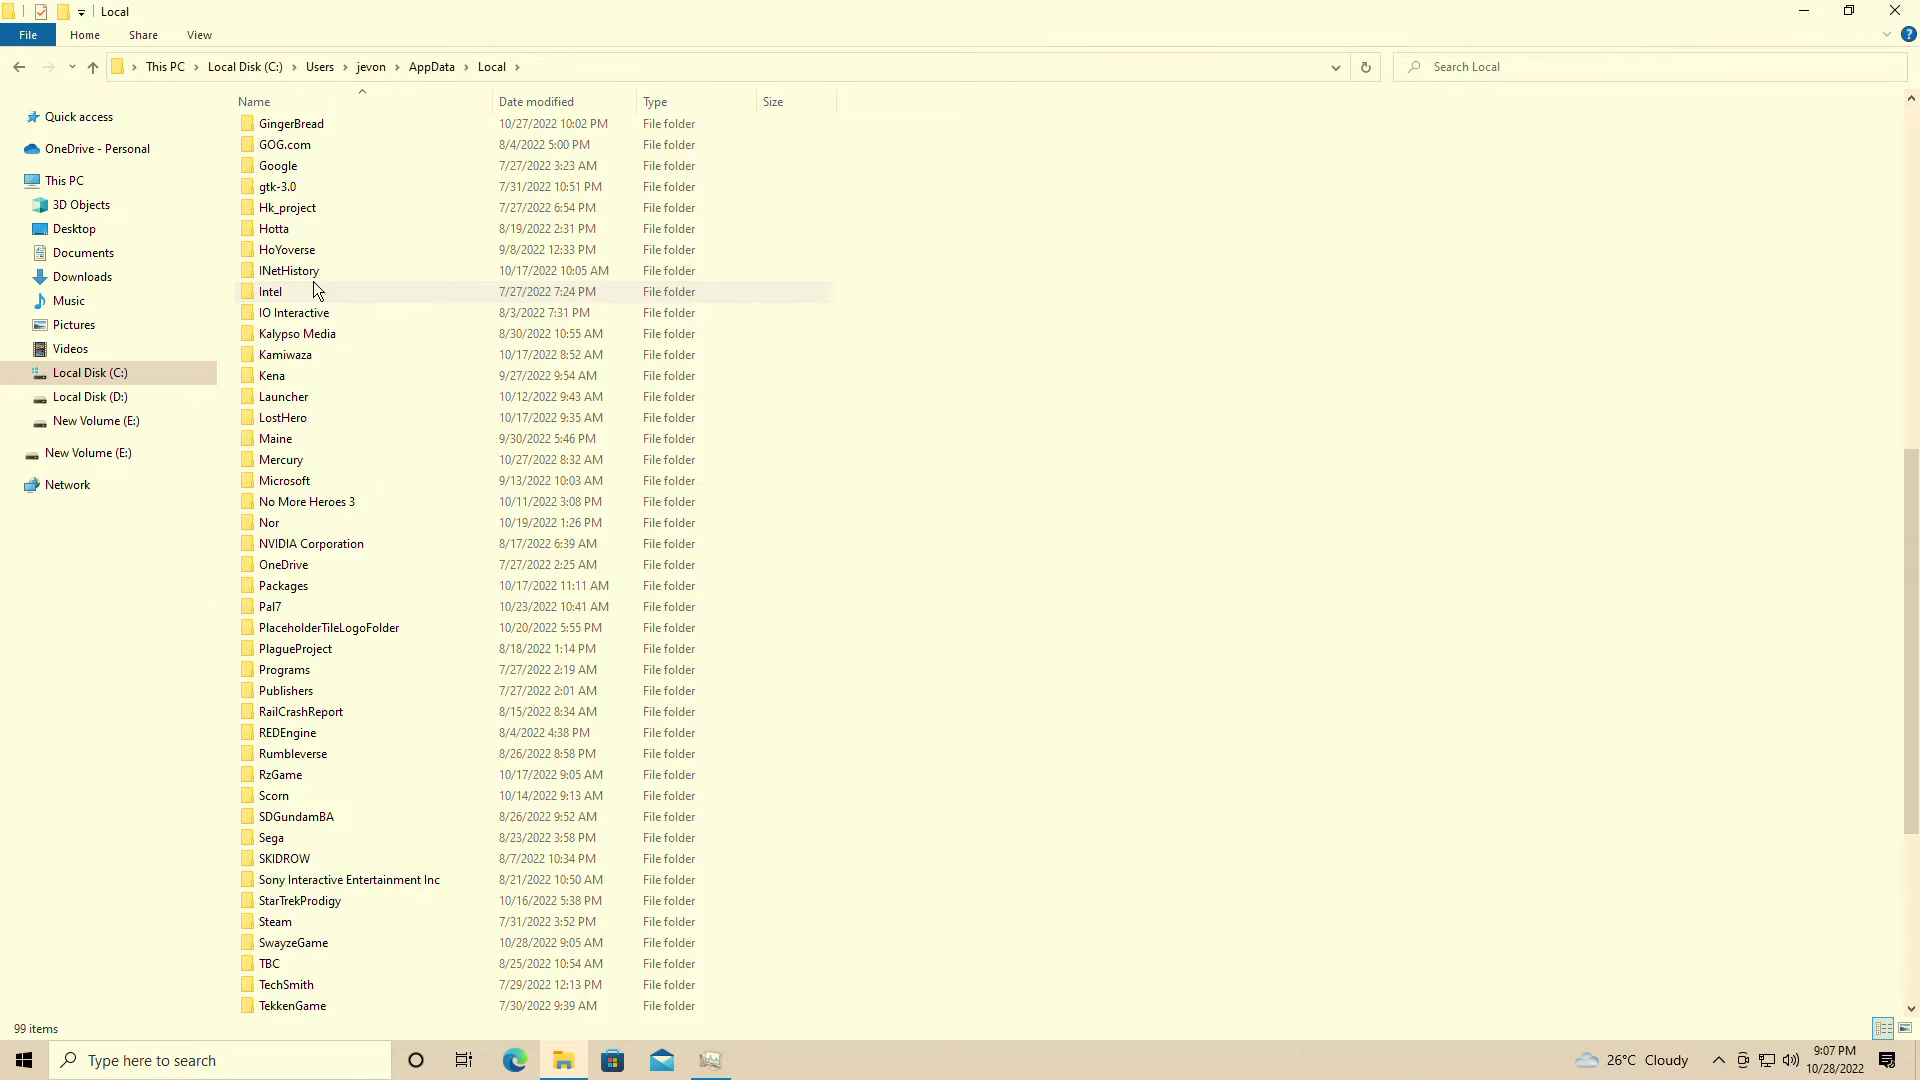 Local
File Home Share View
This PC Local Disk (C:) Users jevon AppData Local
Search Local
Name Date modified Type Size
Quick access
OneDrive - Personal
This PC
3D Objects
Desktop
Documents
Downloads
Music
Pictures
Videos
Local Disk (C:)
Local Disk (D:)
New Volume (E:)
New Volume (E:)
Network
GingerBread 10/27/2022 10:02 PM File folder
GOG.com 8/4/2022 5:00 PM File folder
Google 7/27/2022 3:23 AM File folder
gtk-3.0 7/31/2022 10:51 PM File folder
Hk_project 7/27/2022 6:54 PM File folder
Hotta 8/19/2022 2:31 PM File folder
HoYoverse 9/8/2022 12:33 PM File folder
INetHistory 10/17/2022 10:05 AM File folder
Intel 7/27/2022 7:24 PM File folder
IO Interactive 8/3/2022 7:31 PM File folder
Kalypso Media 8/30/2022 10:55 AM File folder
Kamiwaza 10/17/2022 8:52 AM File folder
Kena 9/27/2022 9:54 AM File folder
Launcher 10/12/2022 9:43 AM File folder
LostHero 10/17/2022 9:35 AM File folder
Maine 9/30/2022 5:46 PM File folder
Mercury 10/27/2022 8:32 AM File folder
Microsoft 9/13/2022 10:03 AM File folder
No More Heroes 3 10/11/2022 3:08 PM File folder
Nor 10/19/2022 1:26 PM File folder
NVIDIA Corporation 8/17/2022 6:39 AM File folder
OneDrive 7/27/2022 2:25 AM File folder
Packages 10/17/2022 11:11 AM File folder
Pal7 10/23/2022 10:41 AM File folder
PlaceholderTileLogoFolder 10/20/2022 5:55 PM File folder
PlagueProject 8/18/2022 1:14 PM File folder
Programs 7/27/2022 2:19 AM File folder
Publishers 7/27/2022 2:01 AM File folder
RailCrashReport 8/15/2022 8:34 AM File folder
REDEngine 8/4/2022 4:38 PM File folder
Rumbleverse 8/26/2022 8:58 PM File folder
RzGame 10/17/2022 9:05 AM File folder
Scorn 10/14/2022 9:13 AM File folder
SDGundamBA 8/26/2022 9:52 AM File folder
Sega 8/23/2022 3:58 PM File folder
SKIDROW 8/7/2022 10:34 PM File folder
Sony Interactive Entertainment Inc 8/21/2022 10:50 AM File folder
StarTrekProdigy 10/16/2022 5:38 PM File folder
Steam 7/31/2022 3:52 PM File folder
SwayzeGame 10/28/2022 9:05 AM File folder
TBC 8/25/2022 10:54 AM File folder
TechSmith 7/29/2022 12:13 PM File folder
TekkenGame 7/30/2022 9:39 AM File folder
99 items
Type here to search
26°C Cloudy
9:07 PM
10/28/2022